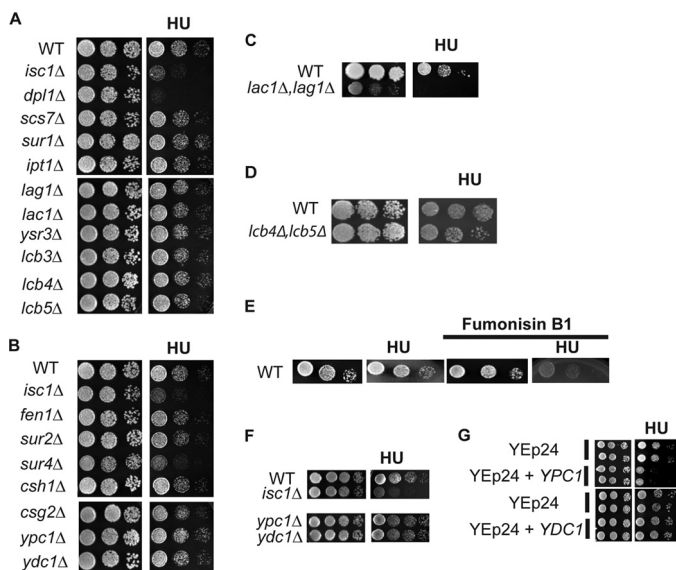 A
HU
WT
isc1Δ
dpl1Δ
scs7Δ
sur1Δ
ipt1Δ
lag1Δ
lac1Δ
ysr3Δ
lcb3Δ
lcb4Δ
lcb5Δ
B
HU
WT
isc1Δ
fen1Δ
sur2Δ
sur4Δ
csh1Δ
csg2Δ
ypc1Δ
ydc1Δ
C
HU
WT
lac1Δ,lag1Δ
D
HU
WT
lcb4Δ,lcb5Δ
E
Fumonisin B1
HU
HU
WT
F
HU
WT
isc1Δ
ypc1Δ
ydc1Δ
G
HU
YEp24
YEp24 + YPC1
YEp24
YEp24 + YDC1